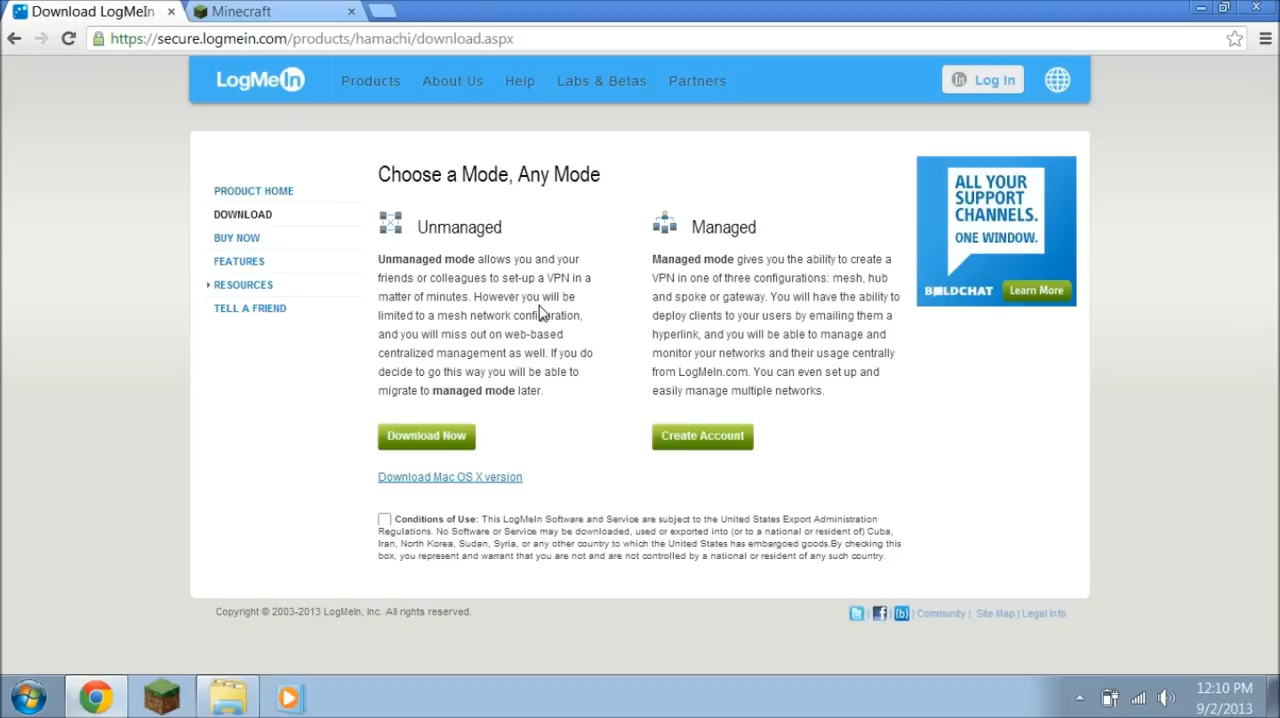 Download LogMeIn
Minecraft
https://secure.logmein.com/products/hamachi/download.aspx
LogMeIn
Products
About Us
Help
Labs & Betas
Partners
in Log In
PRODUCT HOME
DOWNLOAD
BUY NOW
FEATURES
RESOURCES
TELL A FRIEND
Choose a Mode, Any Mode
Unmanaged
Unmanaged mode allows you and your
friends or colleagues to set-up a VPN in a
matter of minutes. However you will be
limited to a mesh network configuration,
and you will miss out on web-based
centralized management as well. If you do
decide to go this way you will be able to
migrate to managed mode later.
Download Now
Download Mac OS X version
Managed
Managed mode gives you the ability to create a
VPN in one of three configurations: mesh, hub
and spoke or gateway. You will have the ability to
deploy clients to your users by emailing them a
hyperlink, and you will be able to manage and
monitor your networks and their usage centrally
from LogMeIn.com. You can even set up and
easily manage multiple networks.
Create Account
ALL YOUR
SUPPORT
CHANNELS.
ONE WINDOW.
BOLDCHAT
Learn More
Conditions of Use: This LogMeIn Software and Service are subject to the United States Export Administration
Regulations. No Software or Service may be downloaded, used or exported into (or to a national or resident of) Cuba,
Iran, North Korea, Sudan, Syria, or any other country to which the United States has embargoed goods.By checking this
box, you represent and warrant that you are not and are not controlled by a national or resident of any such country.
Copyright © 2003-2013 LogMeIn, Inc. All rights reserved.
| | {b} | Community | Site Map | Legal Info
12:10 PM
9/2/2013